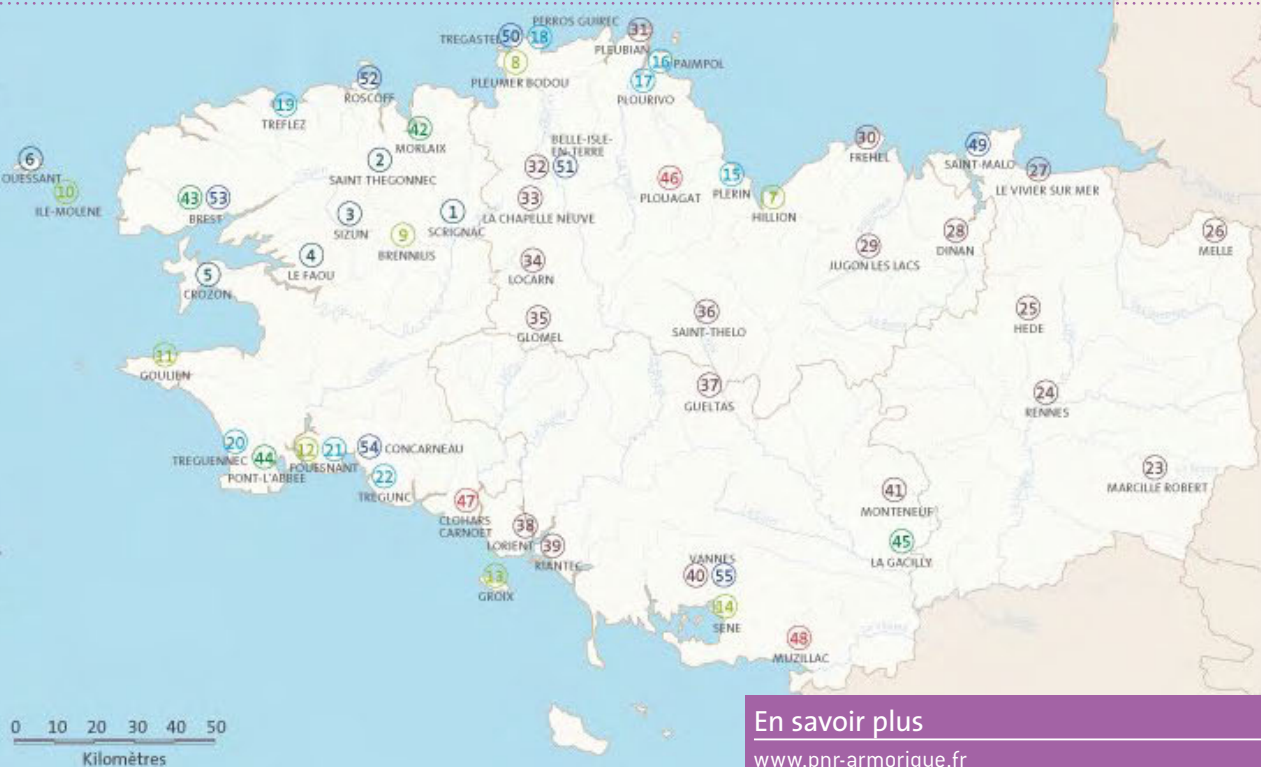 PERROS GUIREC
31
TREGASTEL 50 18
PLEUBIAN
8
16 PAIMPOL
PLEUMER BODOU
17
PLOURIVO
52
ROSCOFF
19
TREFLEZ
42
MORLAIX
30
FREHEL
49
SAINT-MALO
27
LE VIVIER SUR MER
BELLE-ISLE-
EN-TERRE
6
OUESSANT
2
SAINT THEGONNEC
32 51
46
PLOUAGAT
15
PLERIN
10
ILE-MOLENE
43 53
BREST
33
LA CHAPELLE NEUVE
7
HILLION
3
SIZUN
1
SCRIGNAC
9
BRENNIUS
28
DINAN
26
MELLE
29
JUGON LES LACS
4
LE FAOU
34
LOCARN
5
CROZON
35
GLOMEL
36
SAINT-THELO
25
HEDE
11
GOULIEN
37
GUELTAS
24
RENNES
20
TREGUENNEC
44
PONT-L'ABBEE
12 21
FOUESNANT
54 CONCARNEAU
22
TREGUNC
23
MARCILLE ROBERT
47
CLOHARS
CARNOET
38
LORIENT
39
RIANTEC
41
MONTENEUF
45
LA GACILLY
VANNES
40 55
13
GROIX
14
SENE
48
MUZILLAC
0 10 20 30 40 50
Kilomètres
En savoir plus
www.pnr-armorique.fr